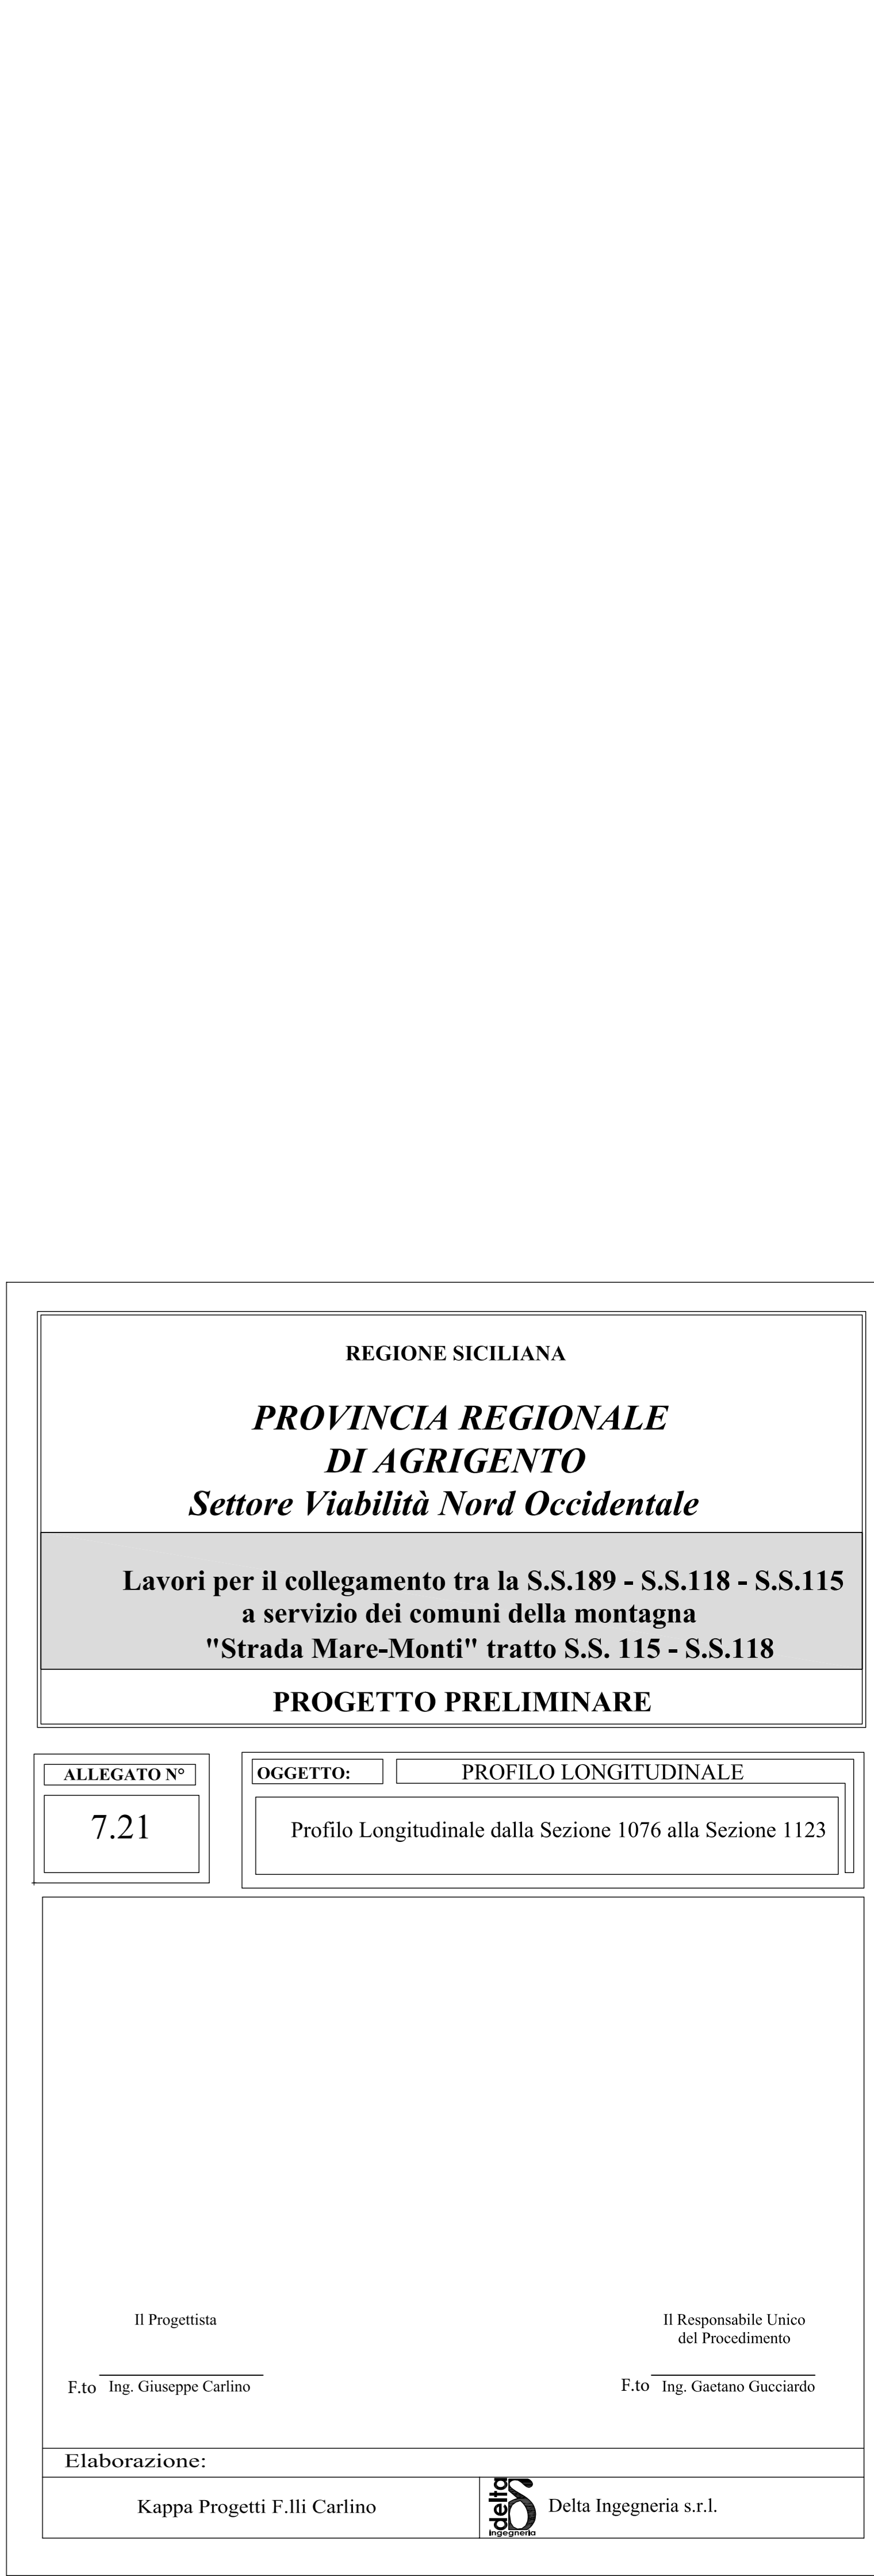 REGIONE SICILIANA
PROVINCIA REGIONALE
DI AGRIGENTO
Settore Viabilità Nord Occidentale
Lavori per il collegamento tra la S.S.189 - S.S.118 - S.S.115
a servizio dei comuni della montagna
"Strada Mare-Monti" tratto S.S. 115 - S.S.118
PROGETTO PRELIMINARE
ALLEGATO N°
7.21
OGGETTO:
PROFILO LONGITUDINALE
Profilo Longitudinale dalla Sezione 1076 alla Sezione 1123
Il Progettista
F.to Ing. Giuseppe Carlino
Il Responsabile Unico
del Procedimento
F.to Ing. Gaetano Gucciardo
Elaborazione:
Kappa Progetti F.lli Carlino
delta
ingegneria
Delta Ingegneria s.r.l.